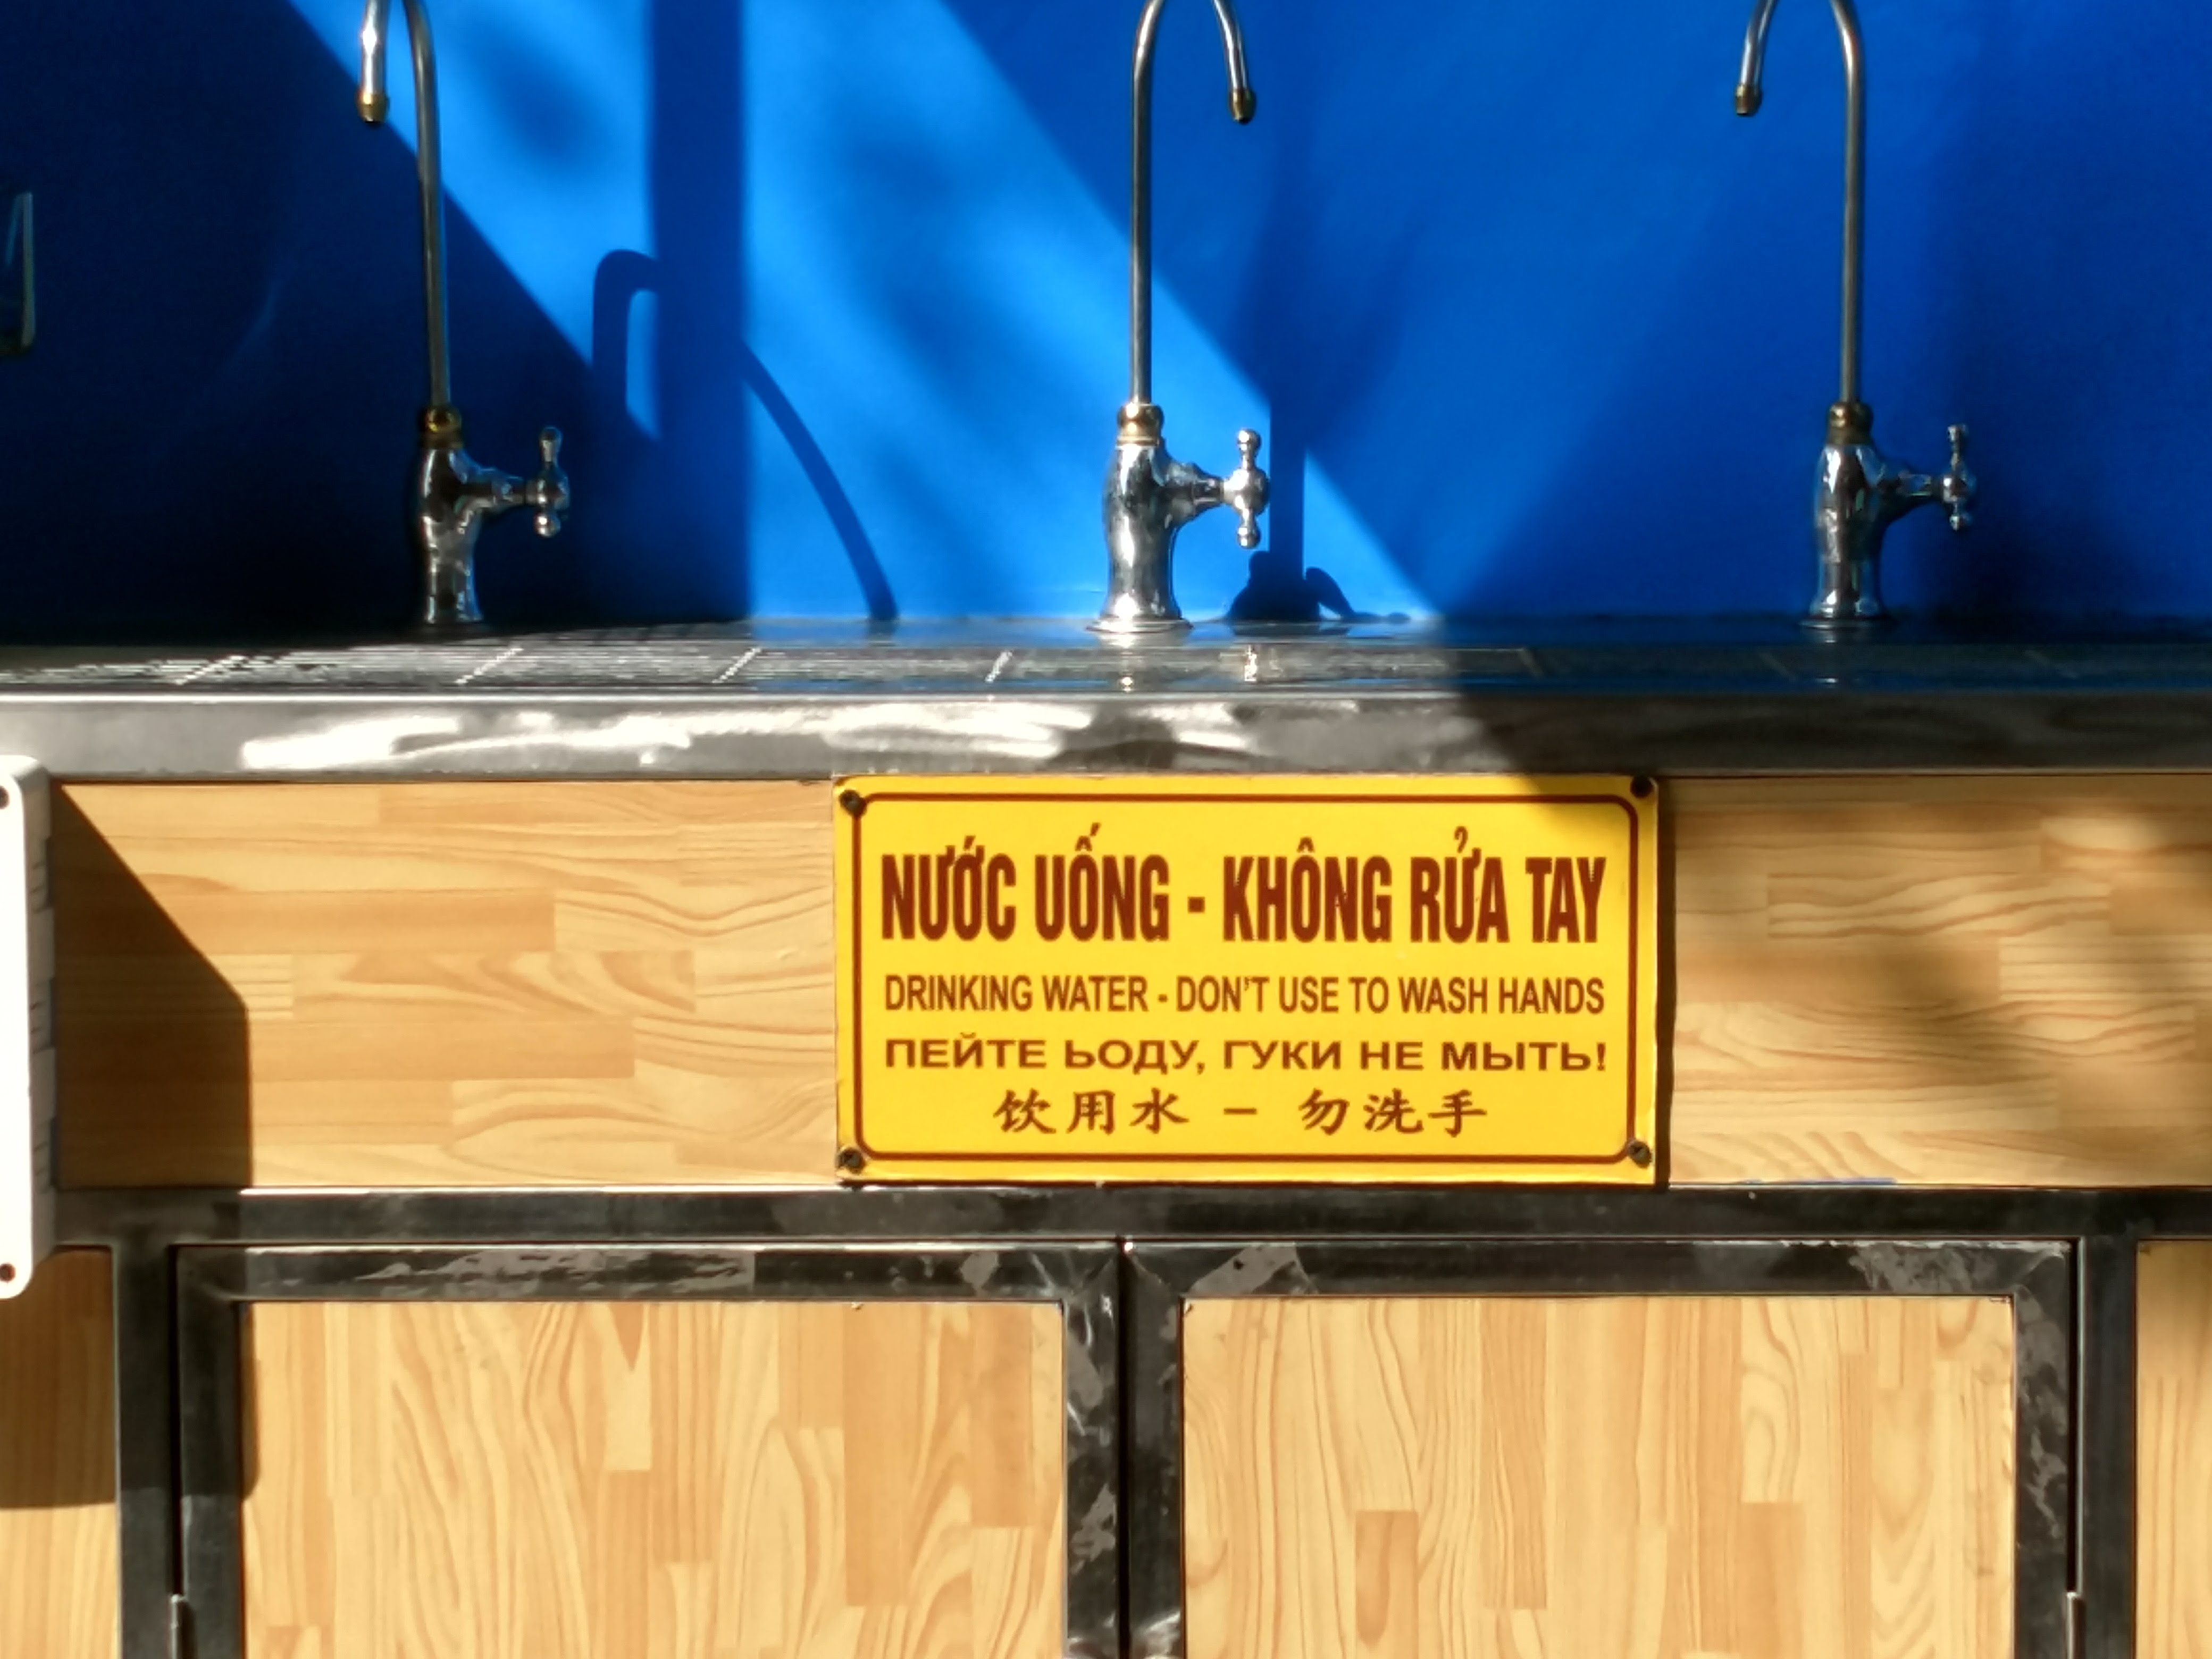 NƯỚC UỐNG - KHÔNG RỬA TAY
DRINKING WATER - DON'T USE TO WASH HANDS
ПЕЙТЕ ЬОДУ, ГУКИ НЕ МЫТЬ!
饮用水 – 勿洗手